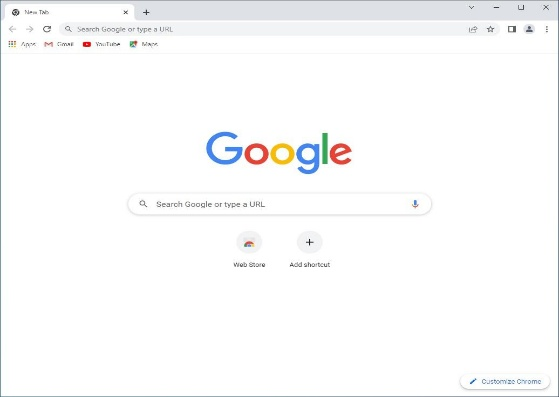 New Tab
Search Google or type a URL
Apps Gmail YouTube Maps
Google
Search Google or type a URL
Web Store Add shortcut
Customize Chrome